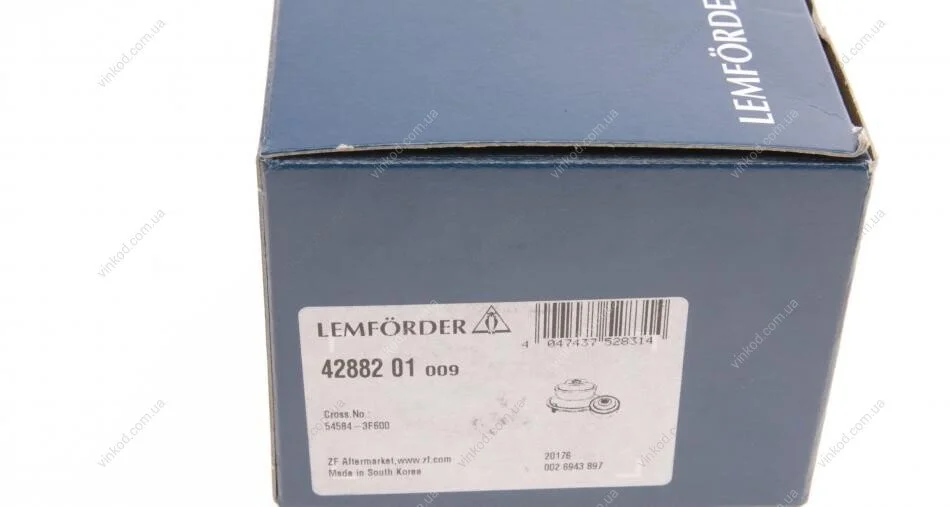 LEMFÖRDE
LEMFÖRDER
4 047437 528314
42882 01 009
Cross.No.:
54584-3F600
ZF Aftermarket,www.zf.com
Made in South Korea
20176
002 6943 897
vinkod.com.ua